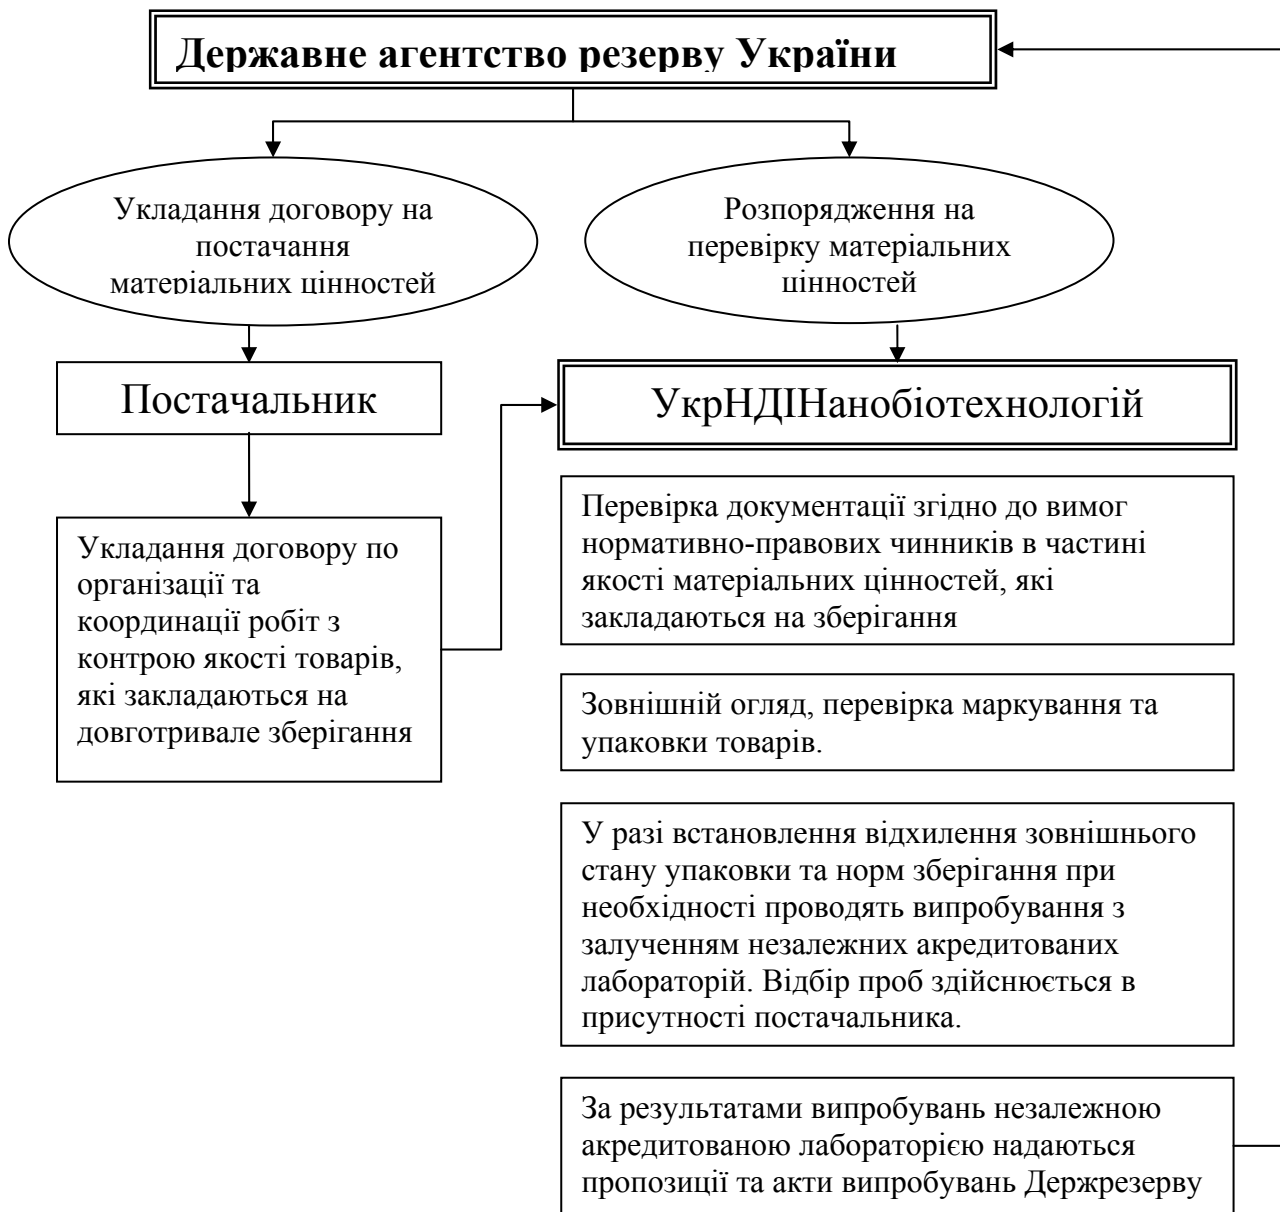 Державне агентство резерву України
Укладання договору на
постачання
матеріальних цінностей
Розпорядження на
перевірку матеріальних
цінностей
Постачальник
УкрНДІНанобіотехнологій
Укладання договору по
організації та
координації робіт з
контрою якості товарів,
які закладаються на
довготривале зберігання
Перевірка документації згідно до вимог
нормативно-правових чинників в частині
якості матеріальних цінностей, які
закладаються на зберігання
Зовнішній огляд, перевірка маркування та
упаковки товарів.
У разі встановлення відхилення зовнішнього
стану упаковки та норм зберігання при
необхідності проводять випробування з
залученням незалежних акредитованих
лабораторій. Відбір проб здійснюється в
присутності постачальника.
За результатами випробувань незалежною
акредитованою лабораторією надаються
пропозиції та акти випробувань Держрезерву